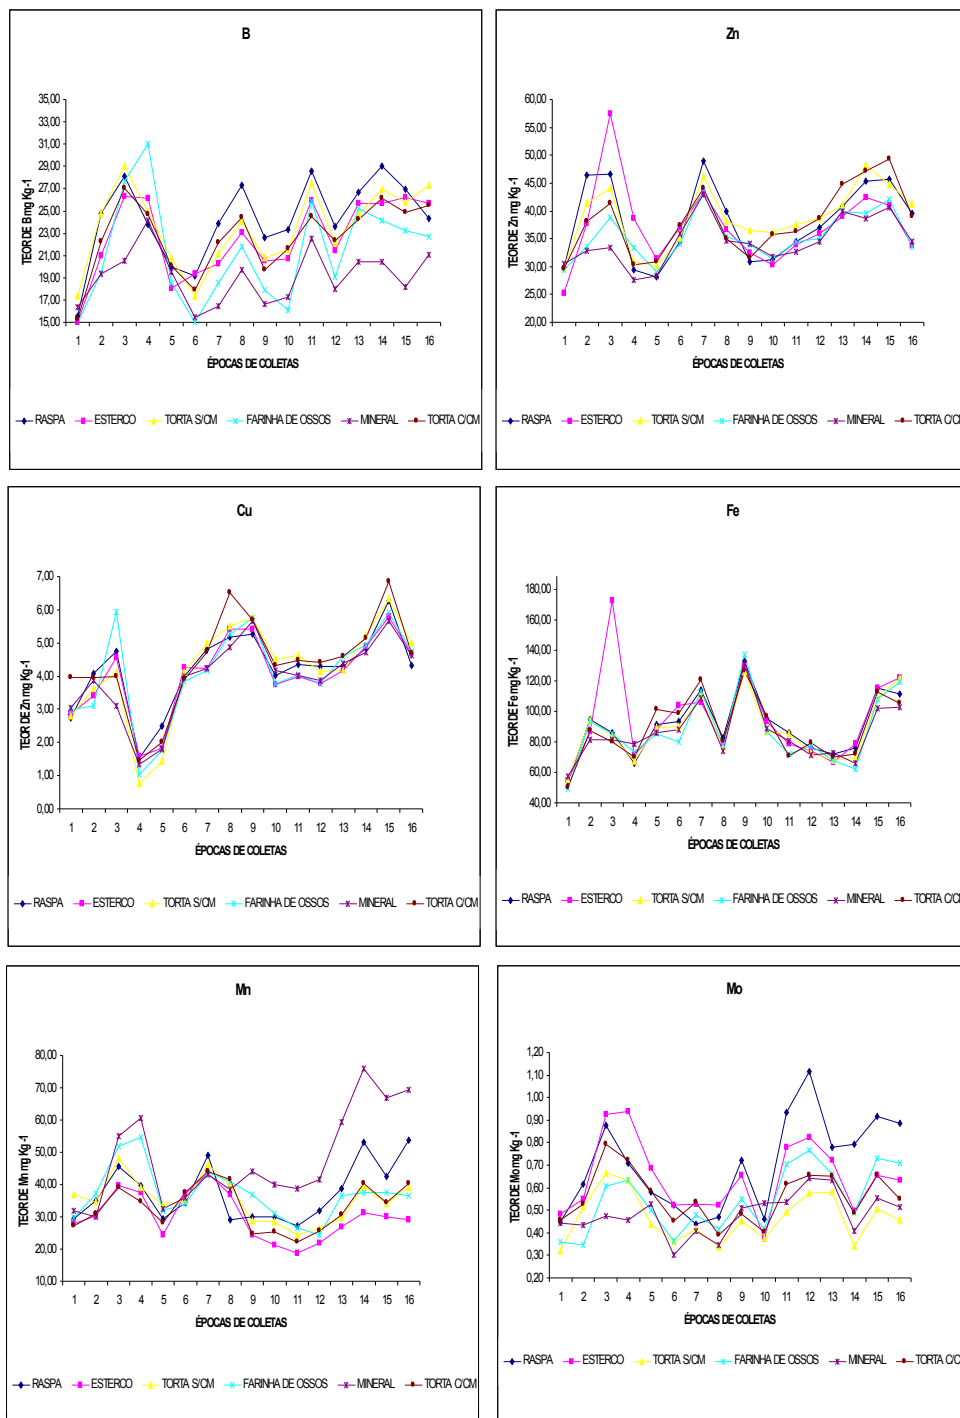 B
TEOR DE B mg Kg -1
35,00
33,00
31,00
29,00
27,00
25,00
23,00
21,00
19,00
17,00
15,00
1 2 3 4 5 6 7 8 9 10 11 12 13 14 15 16
ÉPOCAS DE COLETAS
RASPA ESTERCO TORTA S/CM FARINHA DE OSSOS MINERAL TORTA C/CM
Zn
TEOR DE Zn mg Kg -1
60,00
55,00
50,00
45,00
40,00
35,00
30,00
25,00
20,00
1 2 3 4 5 6 7 8 9 10 11 12 13 14 15 16
ÉPOCAS DE COLETAS
RASPA ESTERCO TORTA S/CM FARINHA DE OSSOS MINERAL TORTA C/CM
Cu
TEOR DE Zn mg Kg -1
7,00
6,00
5,00
4,00
3,00
2,00
1,00
0,00
1 2 3 4 5 6 7 8 9 10 11 12 13 14 15 16
ÉPOCAS DE COLETAS
RASPA ESTERCO TORTA S/CM FARINHA DE OSSOS MINERAL TORTA C/CM
Fe
TEOR DE Fe mg Kg -1
180,00
160,00
140,00
120,00
100,00
80,00
60,00
40,00
1 2 3 4 5 6 7 8 9 10 11 12 13 14 15 16
ÉPOCAS DE COLETAS
RASPA ESTERCO TORTA S/CM FARINHA DE OSSOS MINERAL TORTA C/CM
Mn
TEOR DE Mn mg Kg -1
80,00
70,00
60,00
50,00
40,00
30,00
20,00
10,00
1 2 3 4 5 6 7 8 9 10 11 12 13 14 15 16
ÉPOCAS DE COLETAS
RASPA ESTERCO TORTA S/CM FARINHA DE OSSOS MINERAL TORTA C/CM
Mo
TEOR DE Mo mg Kg -1
1,20
1,10
1,00
0,90
0,80
0,70
0,60
0,50
0,40
0,30
0,20
1 2 3 4 5 6 7 8 9 10 11 12 13 14 15 16
ÉPOCAS DE COLETAS
RASPA ESTERCO TORTA S/CM FARINHA DE OSSOS MINERAL TORTA C/CM